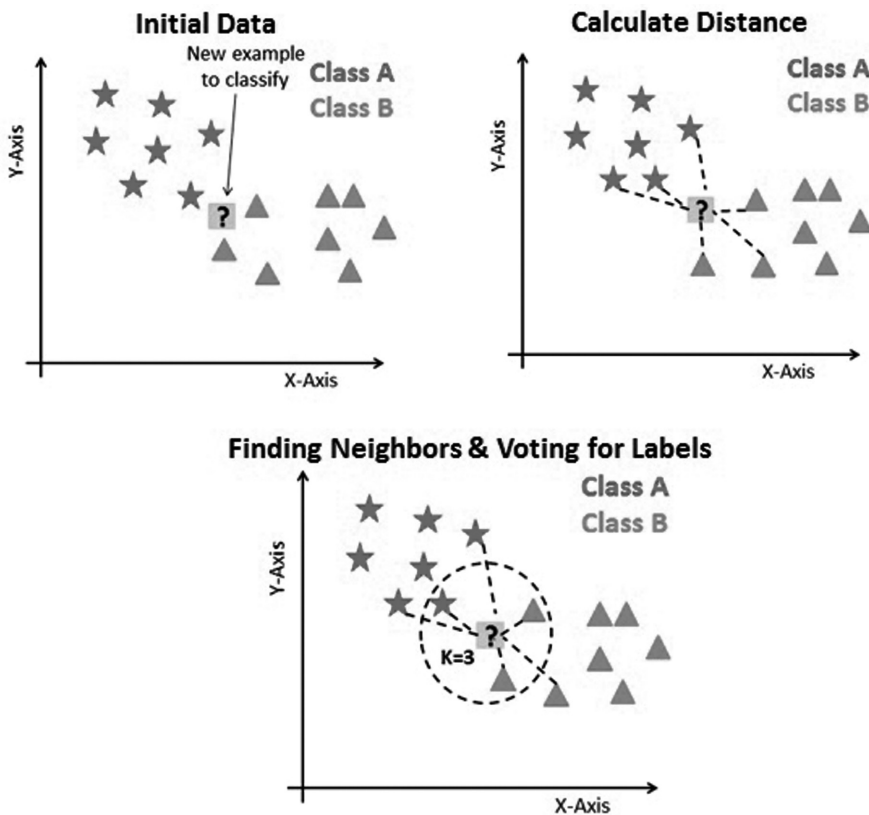 Initial Data
New example
to classify
Class A
Class B
?
Y-Axis
X-Axis
Calculate Distance
Class A
Class B
?
Y-Axis
X-Axis
Finding Neighbors & Voting for Labels
Class A
Class B
?
K=3
Y-Axis
X-Axis